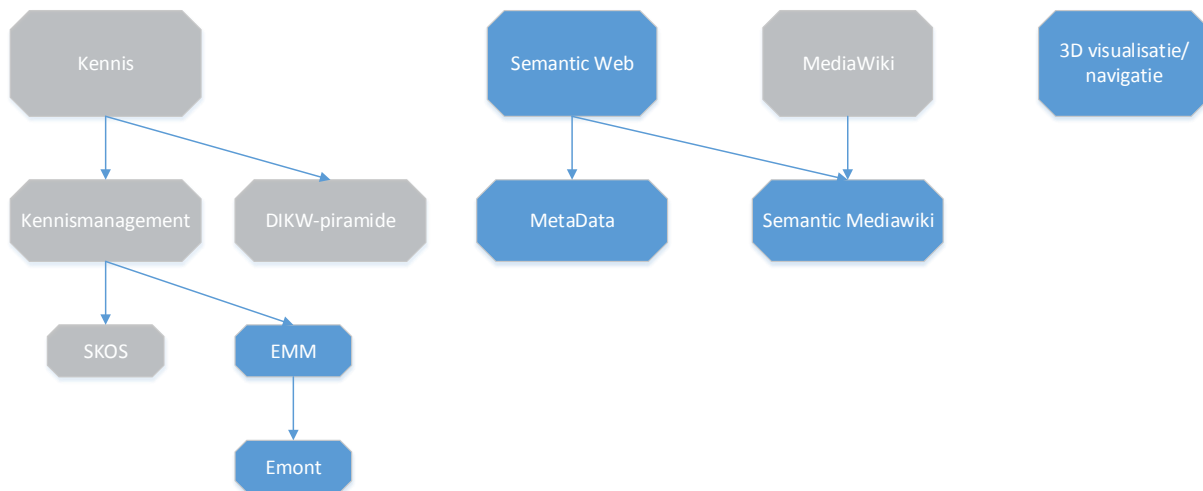 Kennis
Semantic Web
MediaWiki
3D visualisatie/
navigatie
Kennismanagement
DIKW-piramide
MetaData
Semantic Mediawiki
SKOS
EMM
Emont